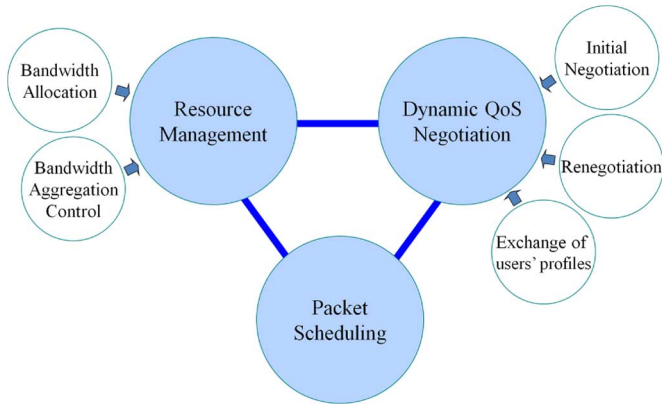 Bandwidth
Allocation
Bandwidth
Aggregation
Control
Resource
Management
Dynamic QoS
Negotiation
Initial
Negotiation
Renegotiation
Exchange of
users' profiles
Packet
Scheduling